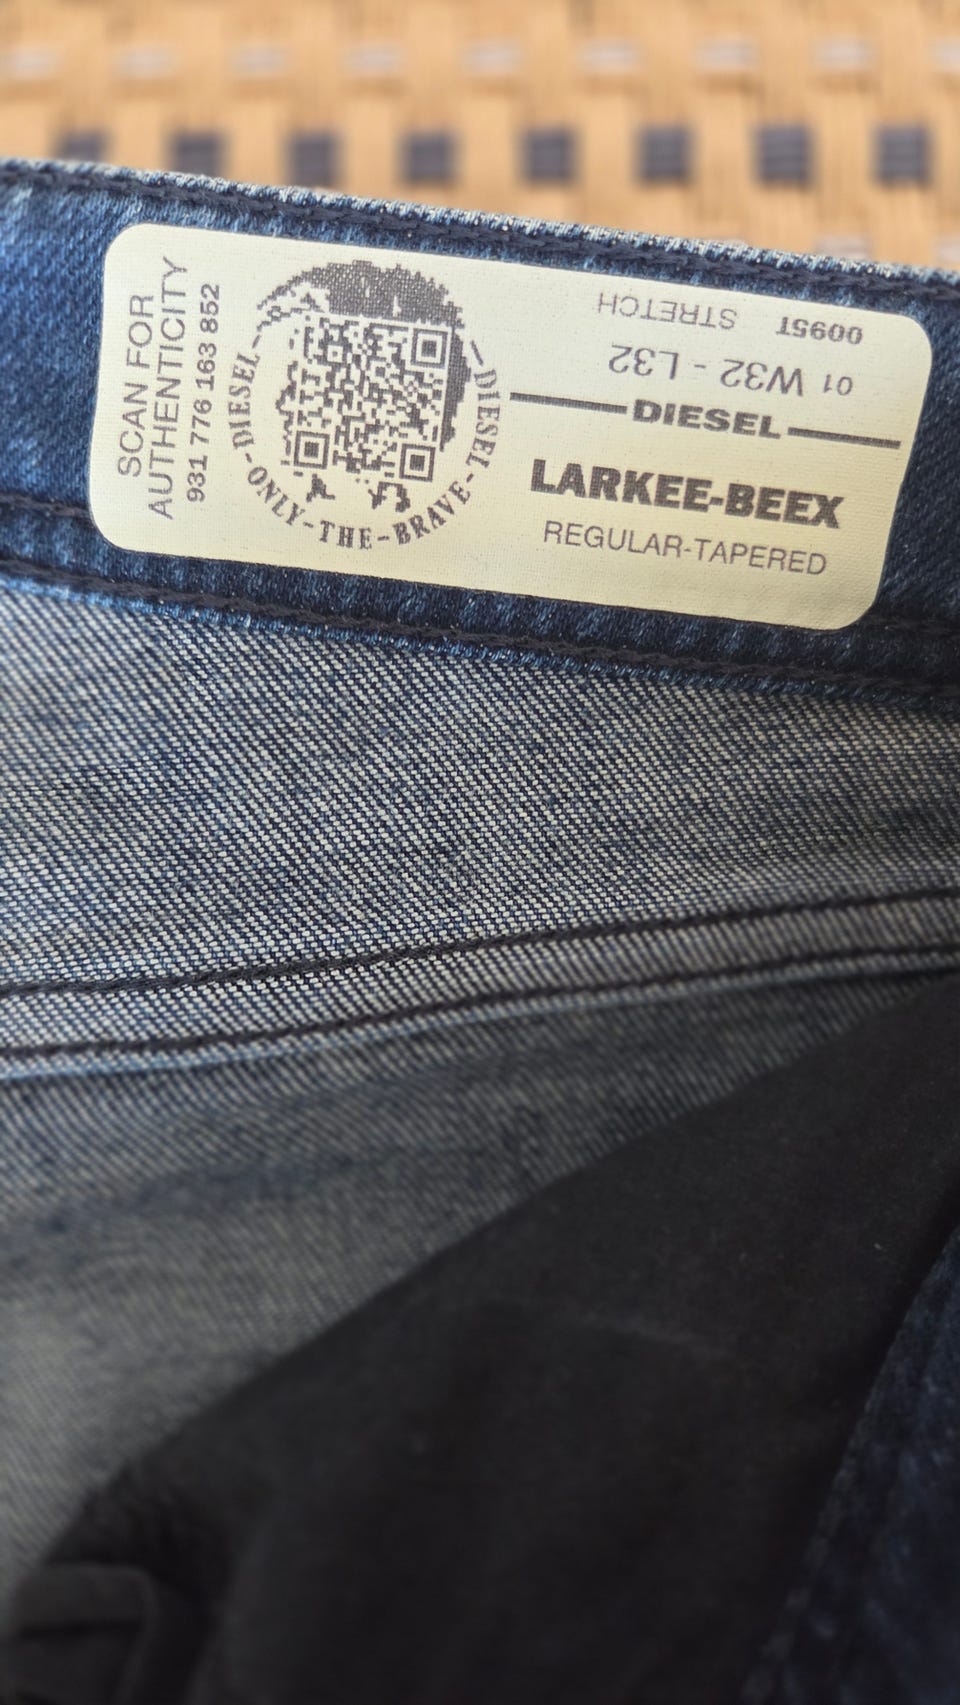 SCAN FOR
AUTHENTICITY
931 776 163 852
DIESEL-ONLY-THE-BRAVE-DIESEL
0095T STRETCH
01 W32 - L32
DIESEL
LARKEE-BEEX
REGULAR-TAPERED